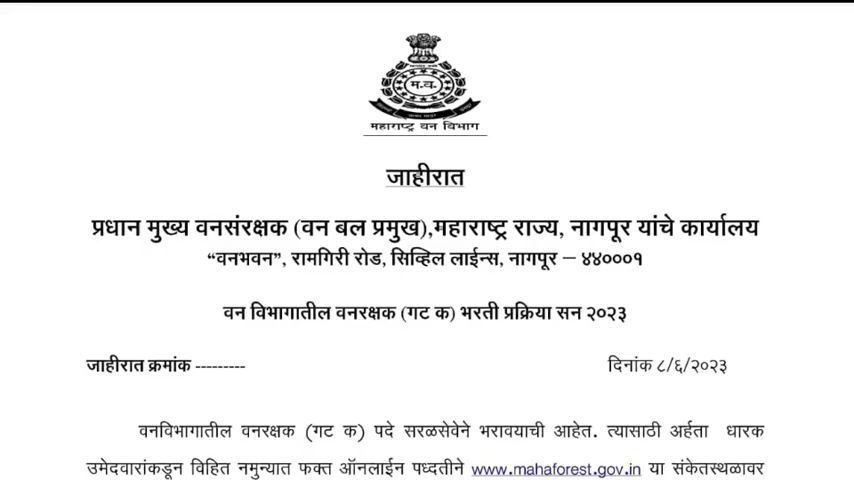 म.व.
महाराष्ट्र वन विभाग
जाहीरात
प्रधान मुख्य वनसंरक्षक (वन बल प्रमुख),महाराष्ट्र राज्य, नागपूर यांचे कार्यालय
“वनभवन”, रामगिरी रोड, सिव्हिल लाईन्स, नागपूर – ४४०००१
वन विभागातील वनरक्षक (गट क) भरती प्रक्रिया सन २०२३
जाहीरात क्रमांक --------- दिनांक ८/६/२०२३
वनविभागातील वनरक्षक (गट क) पदे सरळसेवेने भरावयाची आहेत. त्यासाठी अर्हता धारक
उमेदवारांकडून विहित नमुन्यात फक्त ऑनलाईन पध्दतीने www.mahaforest.gov.in या संकेतस्थळावर